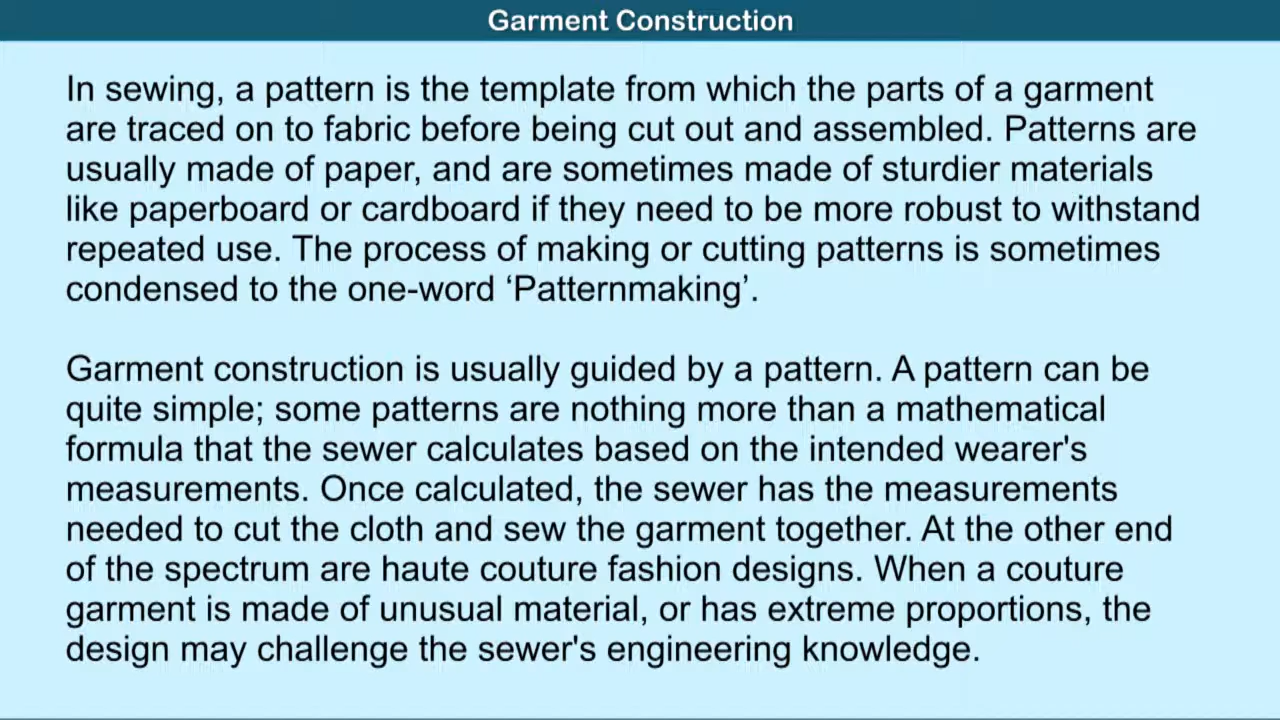 Garment Construction
In sewing, a pattern is the template from which the parts of a garment
are traced on to fabric before being cut out and assembled. Patterns are
usually made of paper, and are sometimes made of sturdier materials
like paperboard or cardboard if they need to be more robust to withstand
repeated use. The process of making or cutting patterns is sometimes
condensed to the one-word ‘Patternmaking’.
Garment construction is usually guided by a pattern. A pattern can be
quite simple; some patterns are nothing more than a mathematical
formula that the sewer calculates based on the intended wearer's
measurements. Once calculated, the sewer has the measurements
needed to cut the cloth and sew the garment together. At the other end
of the spectrum are haute couture fashion designs. When a couture
garment is made of unusual material, or has extreme proportions, the
design may challenge the sewer's engineering knowledge.